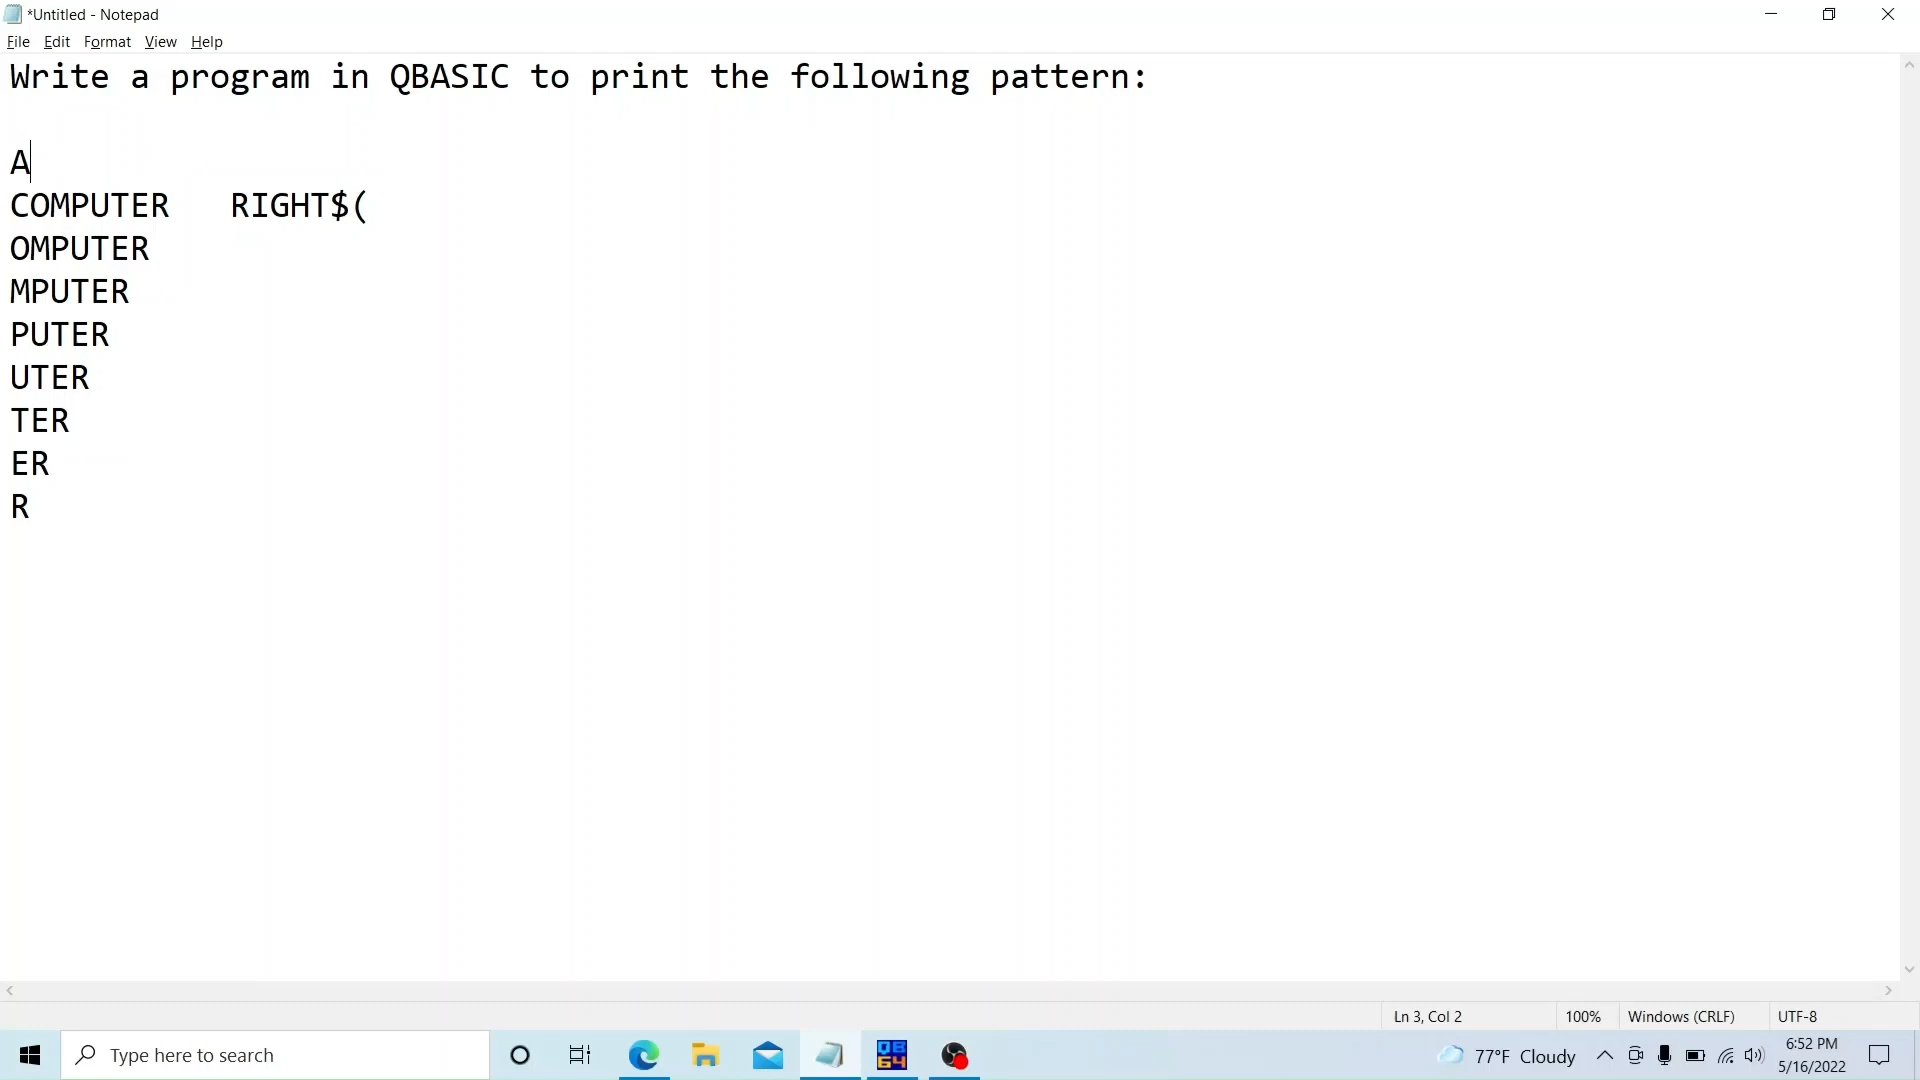 *Untitled - Notepad
File Edit Format View Help
Write a program in QBASIC to print the following pattern:
A
COMPUTER   RIGHT$(
OMPUTER
MPUTER
PUTER
UTER
TER
ER
R
Ln 3, Col 2 100% Windows (CRLF) UTF-8
Type here to search
QB
64
77°F Cloudy
6:52 PM
5/16/2022